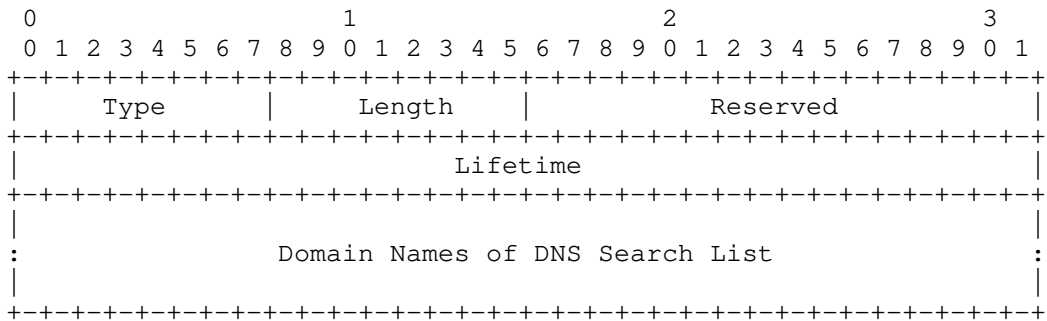 0                   1                   2                   3
 0 1 2 3 4 5 6 7 8 9 0 1 2 3 4 5 6 7 8 9 0 1 2 3 4 5 6 7 8 9 0 1
+-+-+-+-+-+-+-+-+-+-+-+-+-+-+-+-+-+-+-+-+-+-+-+-+-+-+-+-+-+-+-+-+
|     Type      |     Length    |           Reserved            |
+-+-+-+-+-+-+-+-+-+-+-+-+-+-+-+-+-+-+-+-+-+-+-+-+-+-+-+-+-+-+-+-+
|                           Lifetime                            |
+-+-+-+-+-+-+-+-+-+-+-+-+-+-+-+-+-+-+-+-+-+-+-+-+-+-+-+-+-+-+-+-+
|                                                               |
:                Domain Names of DNS Search List                :
|                                                               |
+-+-+-+-+-+-+-+-+-+-+-+-+-+-+-+-+-+-+-+-+-+-+-+-+-+-+-+-+-+-+-+-+